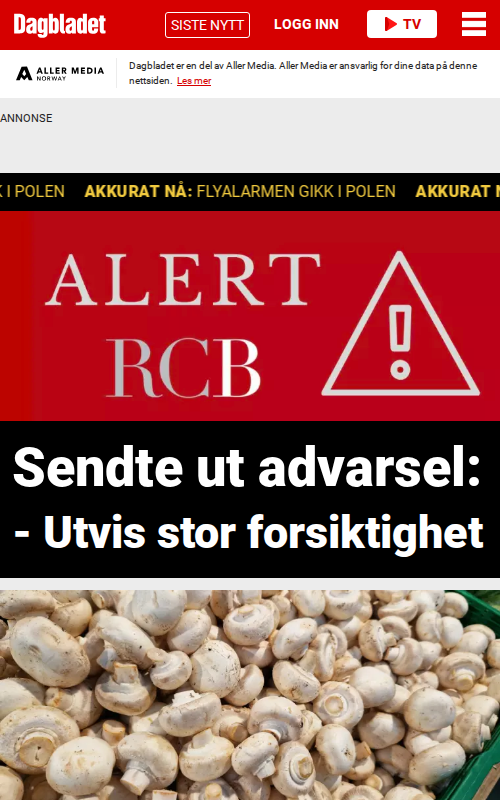 Dagbladet
SISTE NYTT
LOGG INN
TV
ALLER MEDIA
NORWAY
Dagbladet er en del av Aller Media. Aller Media er ansvarlig for dine data på denne
nettsiden. Les mer
ANNONSE
K I POLEN AKKURAT NÅ: FLYALARMEN GIKK I POLEN AKKURAT N
ALERT
RCB
Sendte ut advarsel:
- Utvis stor forsiktighet